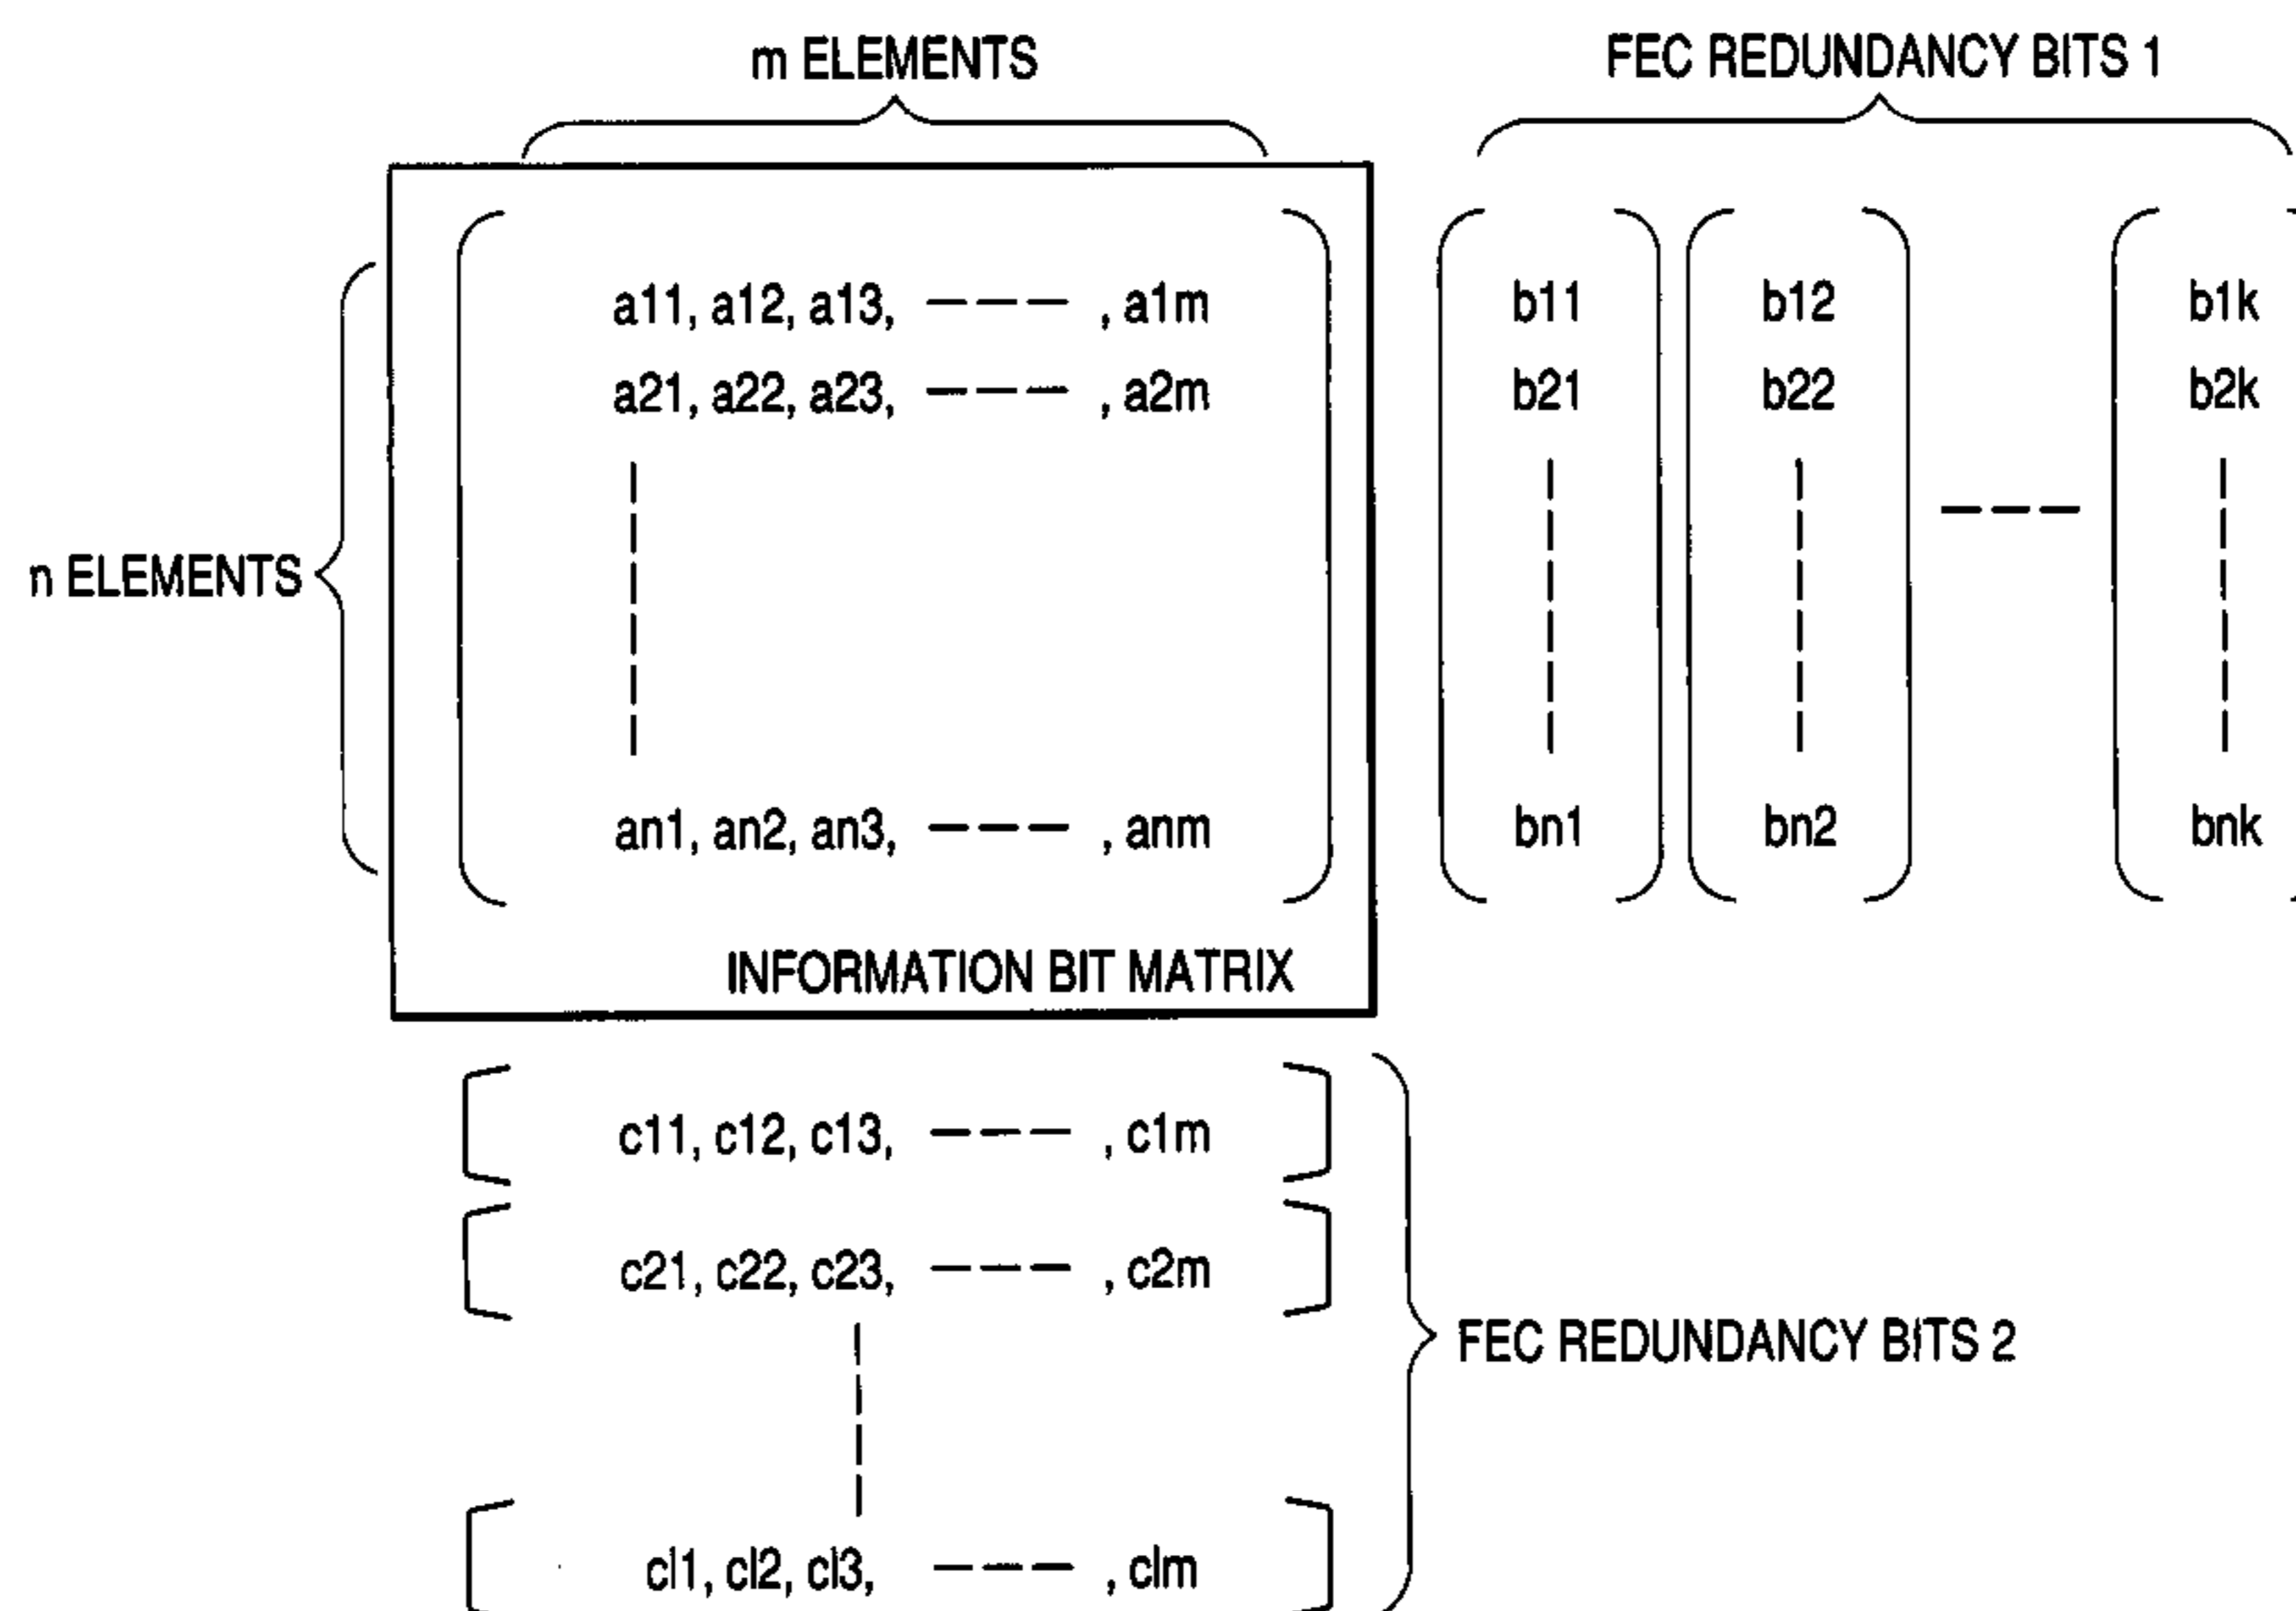 m ELEMENTS
FEC REDUNDANCY BITS 1
a11, a12, a13, --- , a1m
b11
b12
b1k
a21, a22, a23, --- , a2m
b21
b22
b2k
n ELEMENTS
an1, an2, an3, --- , anm
bn1
bn2
bnk
INFORMATION BIT MATRIX
c11, c12, c13, --- , c1m
c21, c22, c23, --- , c2m
FEC REDUNDANCY BITS 2
cl1, cl2, cl3, --- , clm